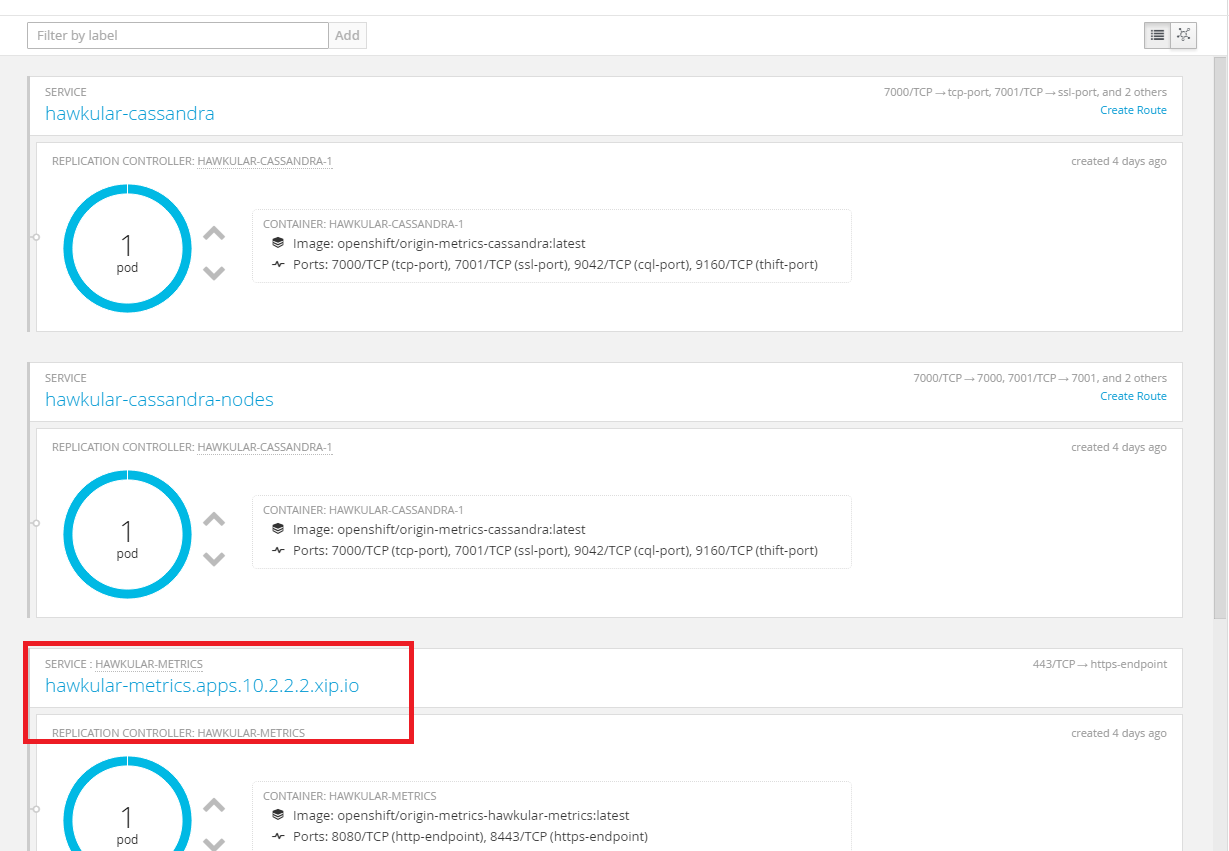 Filter by label Add
SERVICE 7000/TCP → tcp-port, 7001/TCP → ssl-port, and 2 others
hawkular-cassandra Create Route
REPLICATION CONTROLLER: HAWKULAR-CASSANDRA-1 created 4 days ago
CONTAINER: HAWKULAR-CASSANDRA-1
1 Image: openshift/origin-metrics-cassandra:latest
pod Ports: 7000/TCP (tcp-port), 7001/TCP (ssl-port), 9042/TCP (cql-port), 9160/TCP (thift-port)
SERVICE 7000/TCP → 7000, 7001/TCP → 7001, and 2 others
hawkular-cassandra-nodes Create Route
REPLICATION CONTROLLER: HAWKULAR-CASSANDRA-1 created 4 days ago
CONTAINER: HAWKULAR-CASSANDRA-1
1 Image: openshift/origin-metrics-cassandra:latest
pod Ports: 7000/TCP (tcp-port), 7001/TCP (ssl-port), 9042/TCP (cql-port), 9160/TCP (thift-port)
SERVICE : HAWKULAR-METRICS 443/TCP → https-endpoint
hawkular-metrics.apps.10.2.2.2.xip.io
REPLICATION CONTROLLER: HAWKULAR-METRICS created 4 days ago
CONTAINER: HAWKULAR-METRICS
1 Image: openshift/origin-metrics-hawkular-metrics:latest
pod Ports: 8080/TCP (http-endpoint), 8443/TCP (https-endpoint)